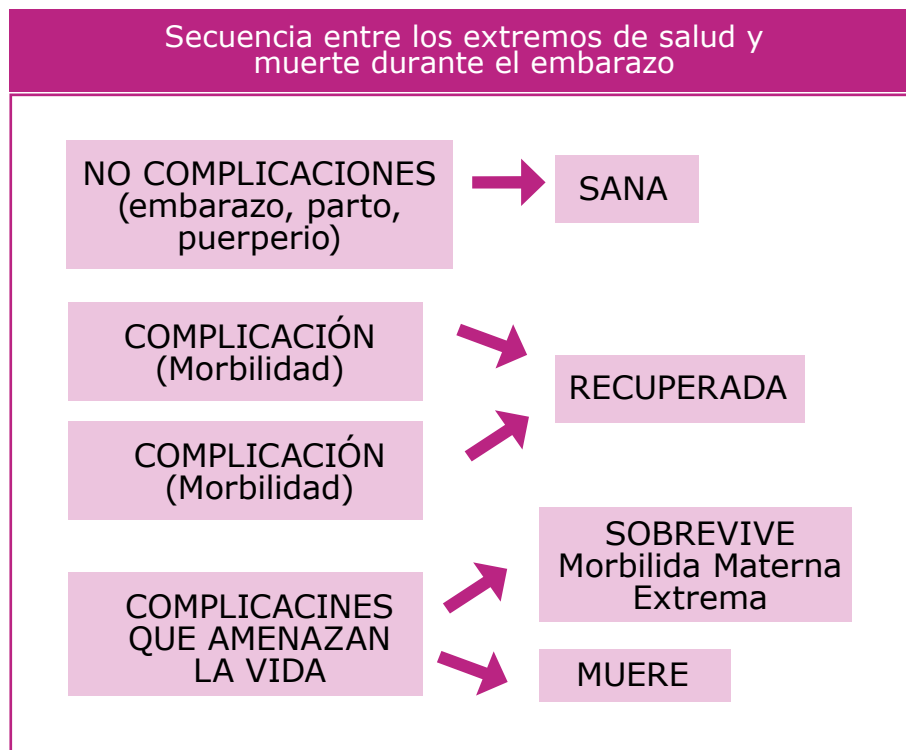 Secuencia entre los extremos de salud y
muerte durante el embarazo
NO COMPLICACIONES
(embarazo, parto,
puerperio)
SANA
COMPLICACIÓN
(Morbilidad)
RECUPERADA
COMPLICACIÓN
(Morbilidad)
SOBREVIVE
Morbilida Materna
Extrema
COMPLICACINES
QUE AMENAZAN
LA VIDA
MUERE